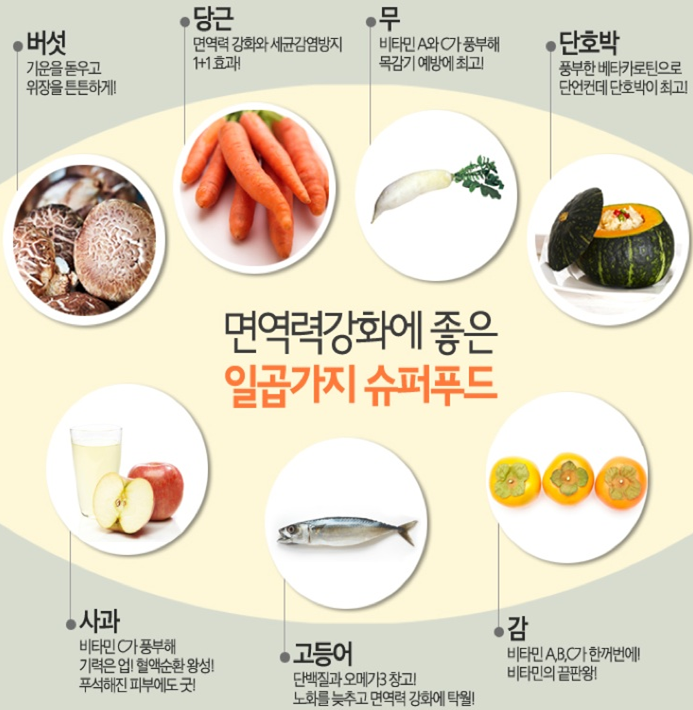 버섯
기운을 돋우고
위장을 튼튼하게!
당근
면역력 강화와 세균감염방지
1+1 효과!
무
비타민 A와 C가 풍부해
목감기 예방에 최고!
단호박
풍부한 베타카로틴으로
단언컨데 단호박이 최고!
면역력강화에 좋은
일곱가지 슈퍼푸드
사과
비타민 C가 풍부해
기력은 업! 혈액순환 왕성!
푸석해진 피부에도 굿!
고등어
단백질과 오메가3 창고!
노화를 늦추고 면역력 강화에 탁월!
감
비타민 A,B,C가 한꺼번에!
비타민의 끝판왕!